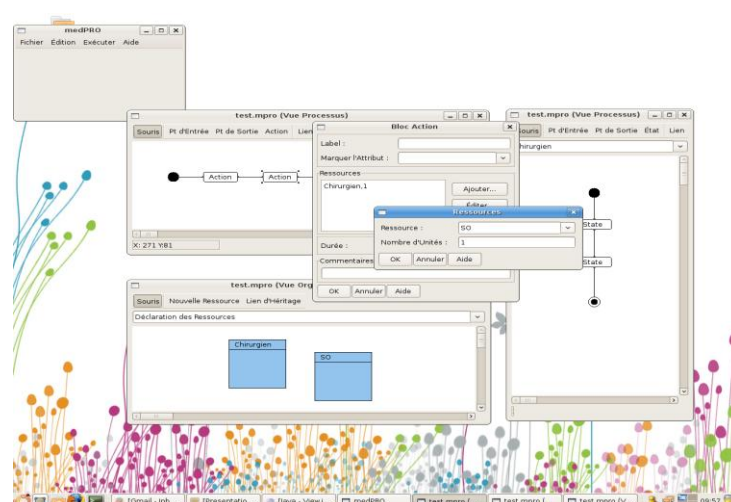 medPRO
Fichier Édition Exécuter Aide
test.mpro (Vue Processus)
Souris Pt d'Entrée Pt de Sortie Action Lien
Action Action
X: 271 Y:81
Bloc Action
Label :
Marquer l'Attribut :
Ressources
Chirurgien,1
Ajouter...
Éditer...
Durée :
Commentaires
OK Annuler Aide
Ressources
Ressource : SO
Nombre d'Unités : 1
OK Annuler Aide
test.mpro (Vue Processus)
Souris Pt d'Entrée Pt de Sortie État Lien
Chirurgien
State
State
test.mpro (Vue Org
Souris Nouvelle Ressource Lien d'Héritage
Déclaration des Ressources
Chirurgien
SO
medPRO
09:57